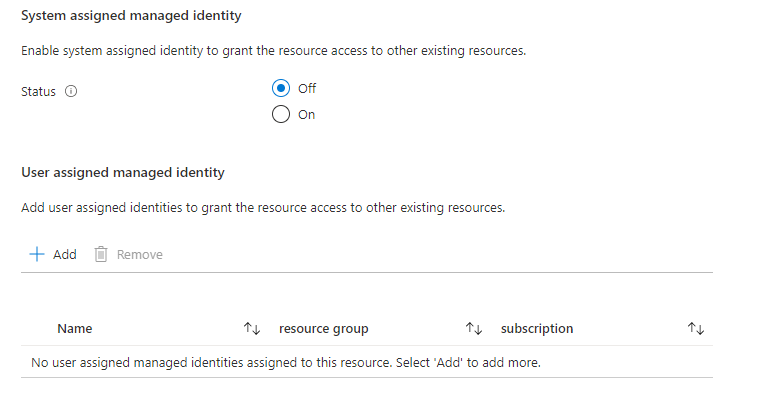 System assigned managed identity
Enable system assigned identity to grant the resource access to other existing resources.
Status
Off
On
User assigned managed identity
Add user assigned identities to grant the resource access to other existing resources.
Add Remove
Name resource group subscription
No user assigned managed identities assigned to this resource. Select 'Add' to add more.